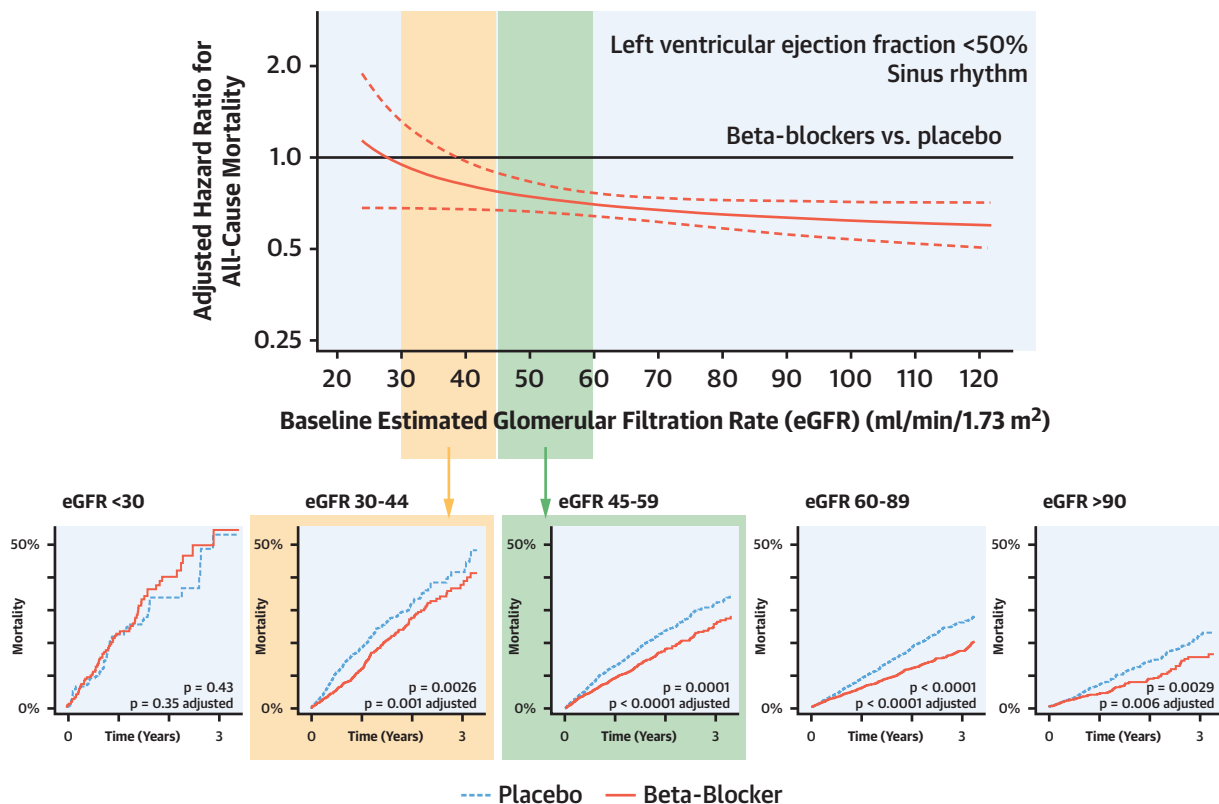 Adjusted Hazard Ratio for
All-Cause Mortality
2.0
1.0
0.5
0.25
Left ventricular ejection fraction <50%
Sinus rhythm
Beta-blockers vs. placebo
20 30 40 50 60 70 80 90 100 110 120
Baseline Estimated Glomerular Filtration Rate (eGFR) (ml/min/1.73 m²)
eGFR <30
50%
Mortality
0%
p = 0.43
p = 0.35 adjusted
0 Time (Years) 3
eGFR 30-44
50%
Mortality
0%
p = 0.0026
p = 0.001 adjusted
0 Time (Years) 3
eGFR 45-59
50%
Mortality
0%
p = 0.0001
p < 0.0001 adjusted
0 Time (Years) 3
eGFR 60-89
50%
Mortality
0%
p < 0.0001
p < 0.0001 adjusted
0 Time (Years) 3
eGFR >90
50%
Mortality
0%
p = 0.0029
p = 0.006 adjusted
0 Time (Years) 3
Placebo Beta-Blocker